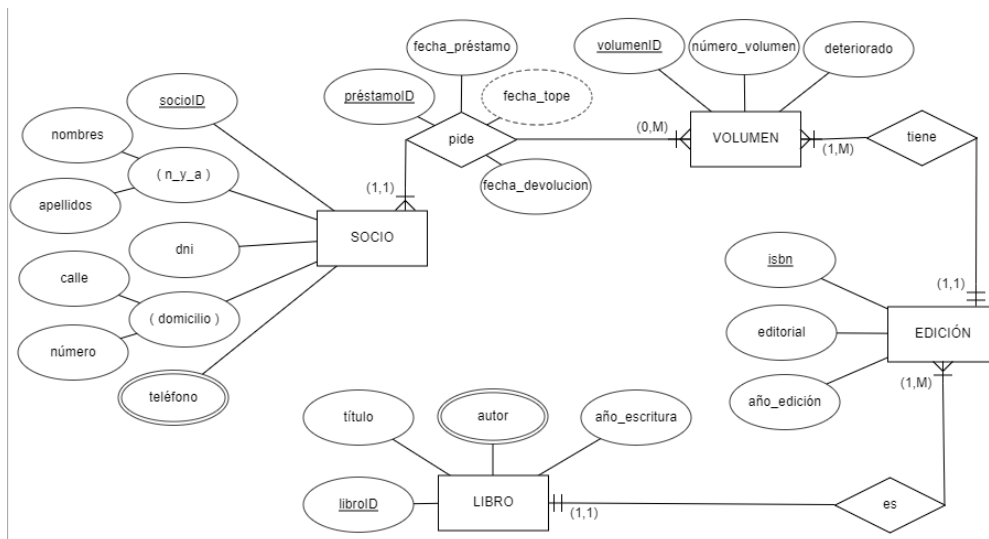 fecha_préstamo
volumenID
número_volumen
deteriorado
socioID
préstamoID
fecha_tope
nombres
(0,M)
VOLUMEN
pide
(1,M)
tiene
( n_y_a )
fecha_devolucion
(1,1)
apellidos
SOCIO
dni
isbn
calle
(1,1)
( domicilio )
editorial
EDICIÓN
número
(1,M)
teléfono
año_edición
título
autor
año_escritura
libroID
LIBRO
(1,1)
es